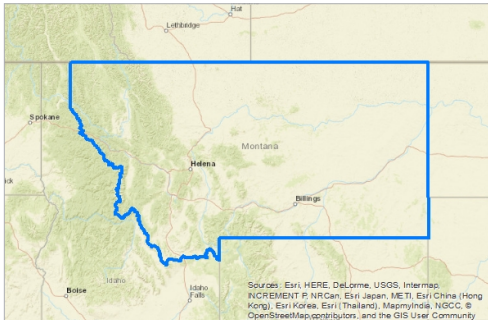 Hat
Lethbridge
Spokane
Montana
Helena
Billings
Idaho
Boise
Idaho
Falls
Sources: Esri, HERE, DeLorme, USGS, Intermap,
INCREMENT P, NRCan, Esri Japan, METI, Esri China (Hong
Kong), Esri Korea, Esri (Thailand), MapmyIndia, NGCC, ©
OpenStreetMap contributors, and the GIS User Community